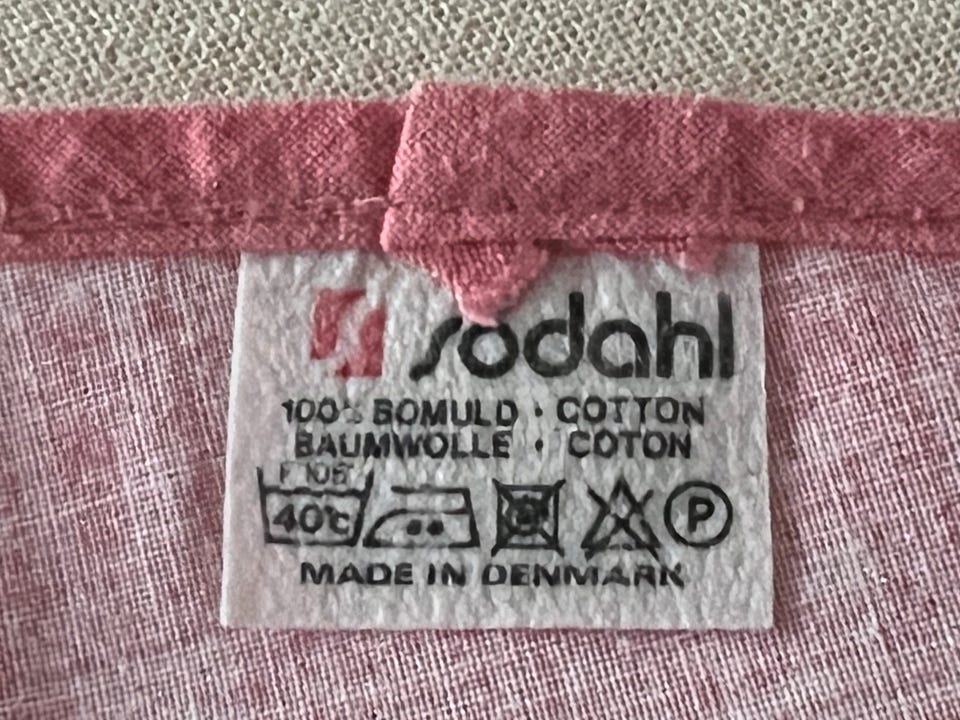 sodahl
100% BOMULD · COTTON
BAUMWOLLE · COTON
40°C P
MADE IN DENMARK